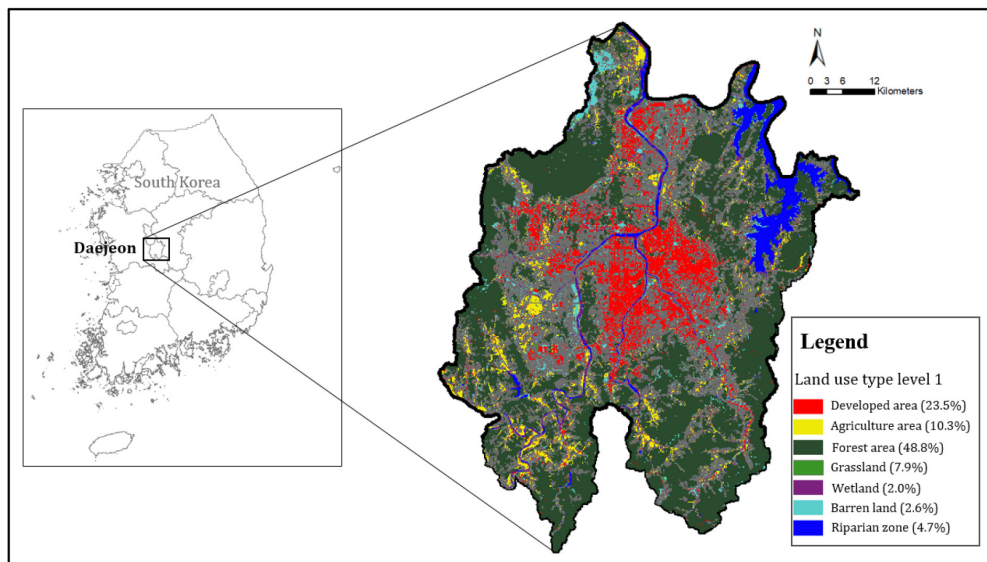 N
0 3 6 12
Kilometers
South Korea
Daejeon
Legend
Land use type level 1
Developed area (23.5%)
Agriculture area (10.3%)
Forest area (48.8%)
Grassland (7.9%)
Wetland (2.0%)
Barren land (2.6%)
Riparian zone (4.7%)